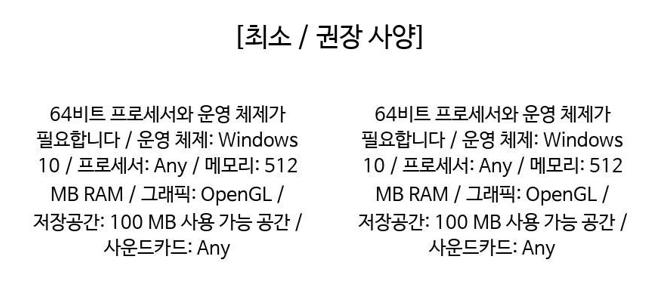 [최소 / 권장 사양]
64비트 프로세서와 운영 체제가
필요합니다 / 운영 체제: Windows
10 / 프로세서: Any / 메모리: 512
MB RAM / 그래픽: OpenGL /
저장공간: 100 MB 사용 가능 공간 /
사운드카드: Any
64비트 프로세서와 운영 체제가
필요합니다 / 운영 체제: Windows
10 / 프로세서: Any / 메모리: 512
MB RAM / 그래픽: OpenGL /
저장공간: 100 MB 사용 가능 공간 /
사운드카드: Any